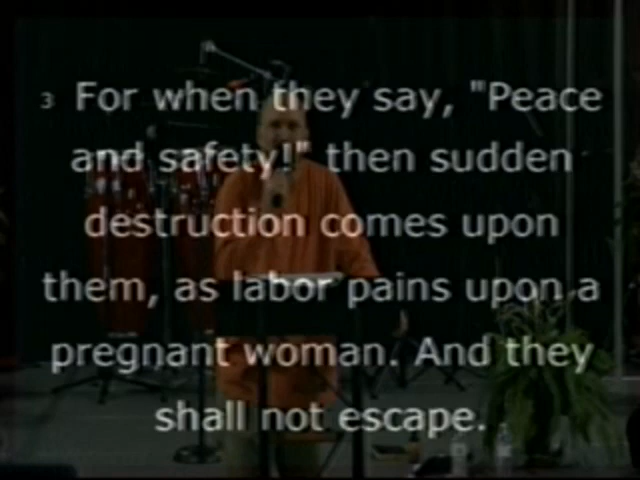 3 For when they say, "Peace
and safety!" then sudden
destruction comes upon
them, as labor pains upon a
pregnant woman. And they
shall not escape.